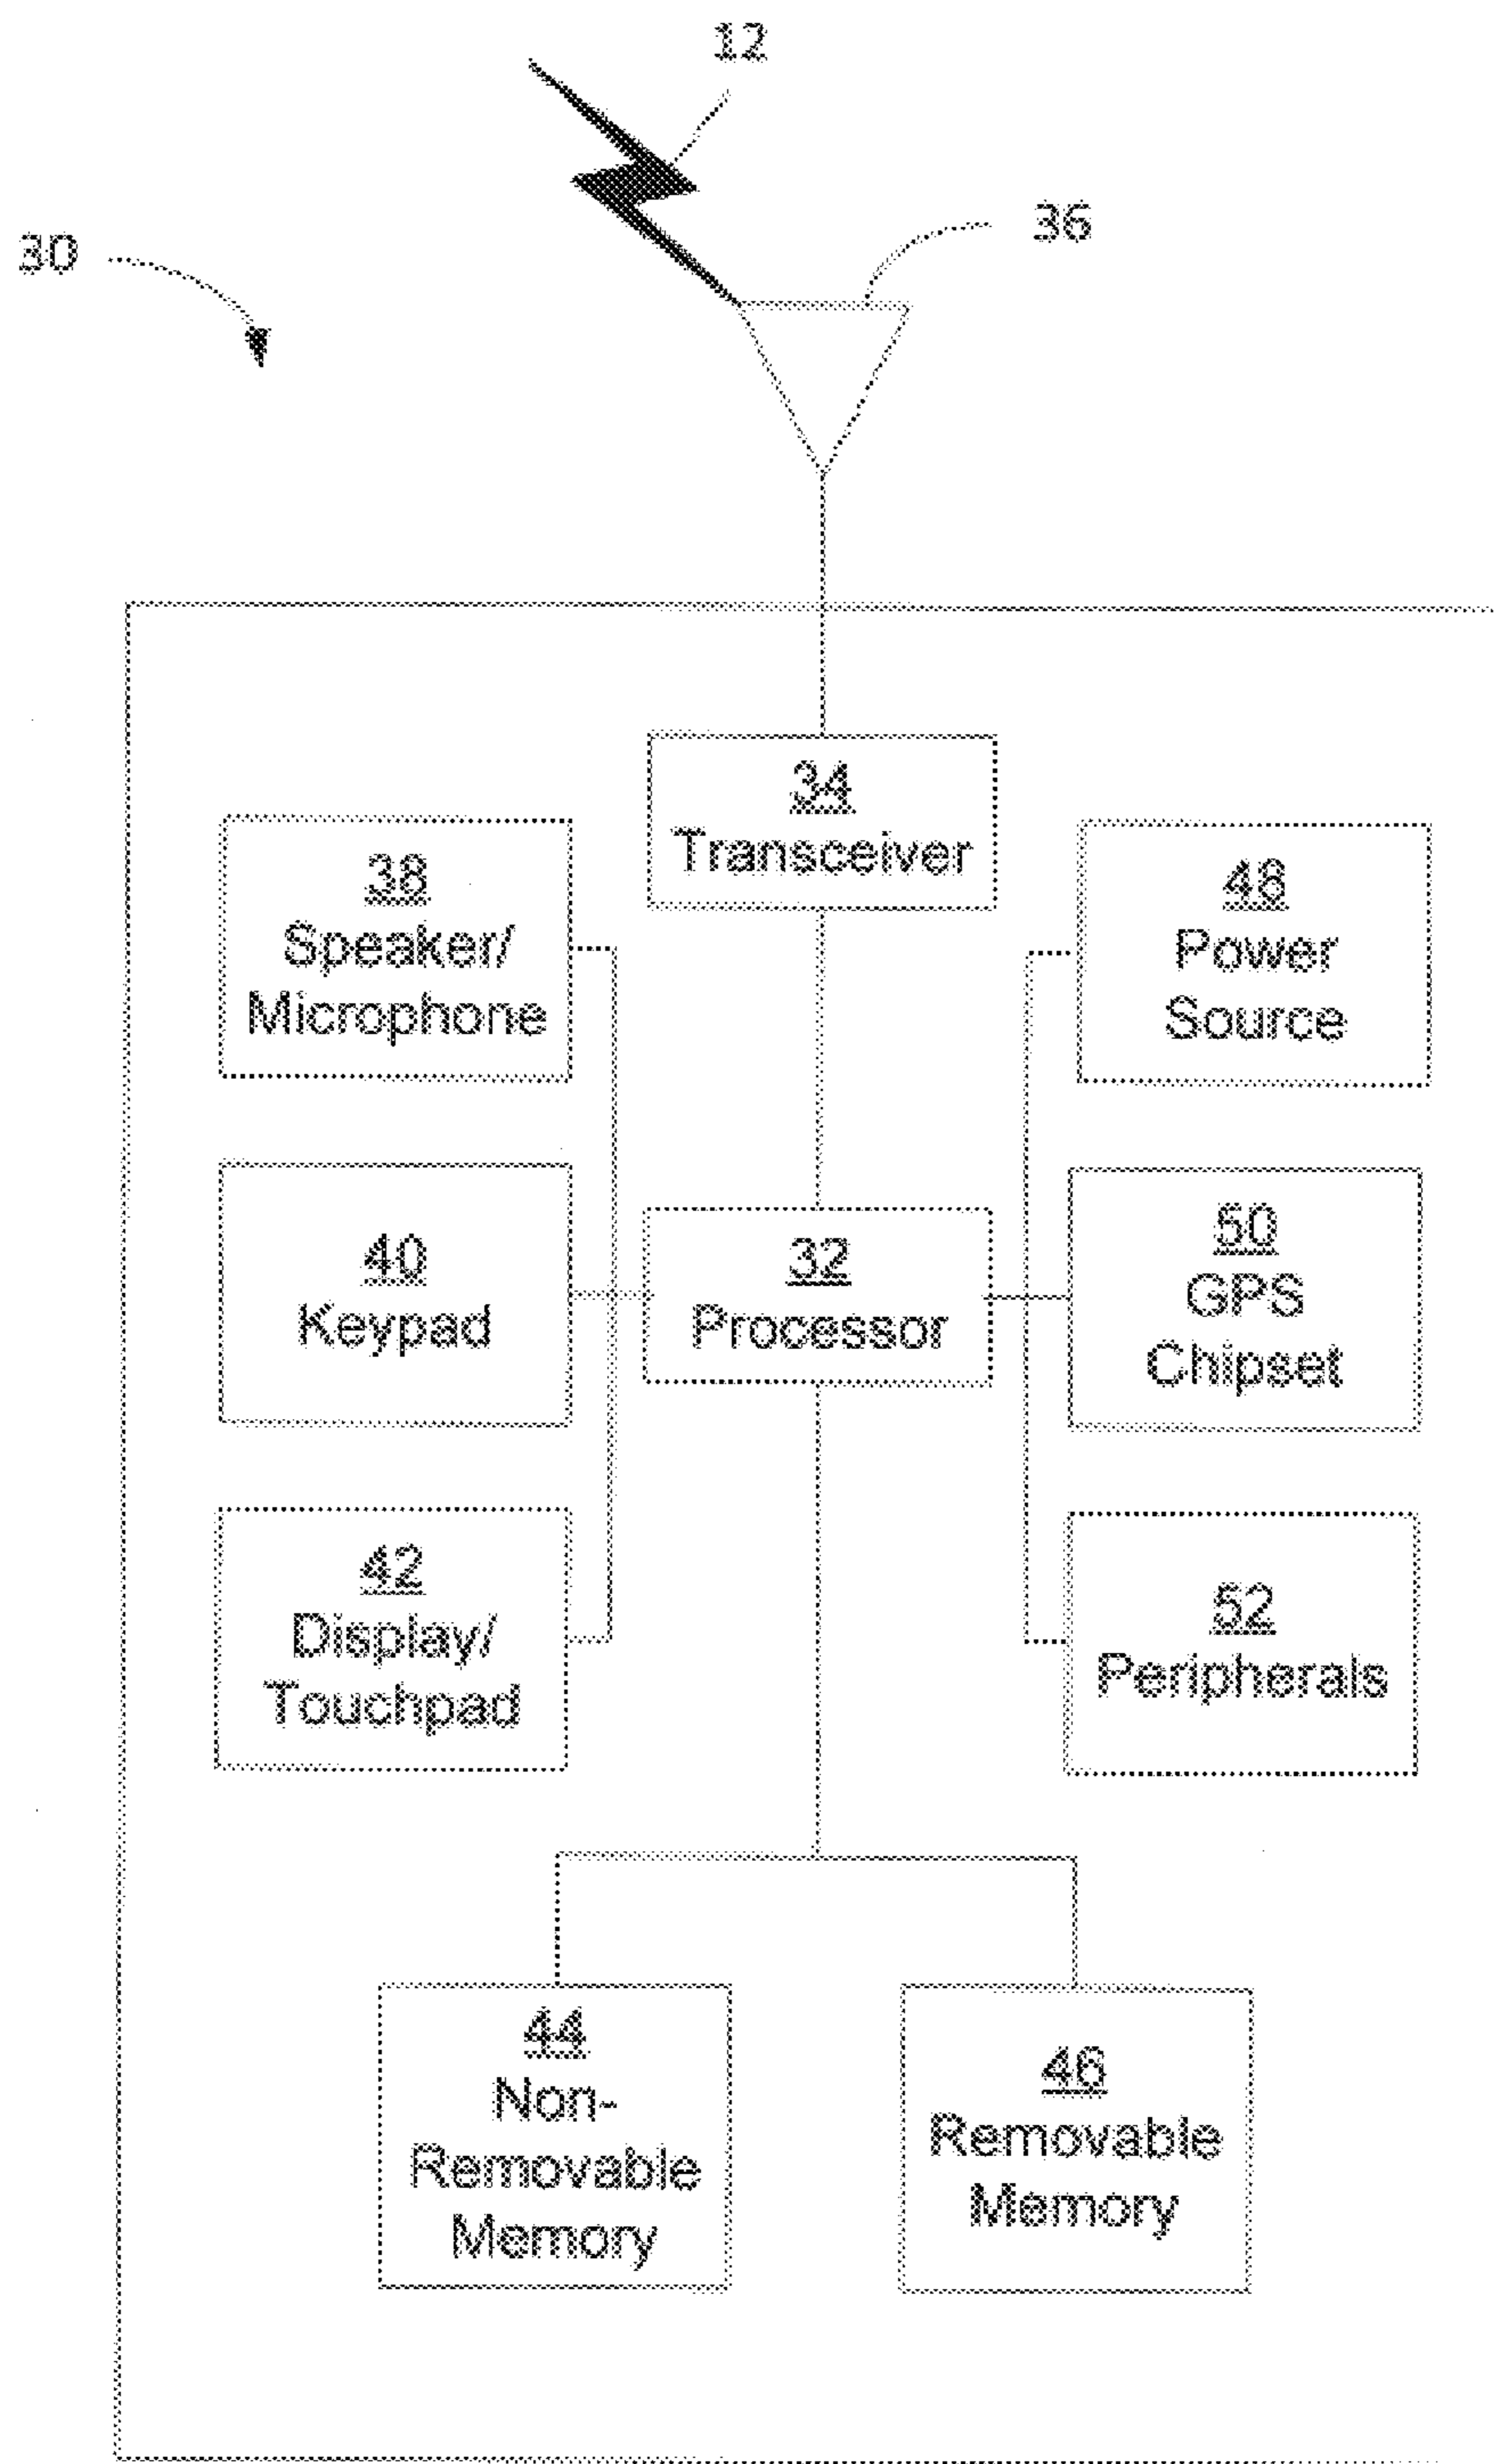 12
36
30
34
Transceiver
38
Speaker/
Microphone
48
Power
Source
40
Keypad
32
Processor
50
GPS
Chipset
42
Display/
Touchpad
52
Peripherals
44
Non-
Removable
Memory
46
Removable
Memory